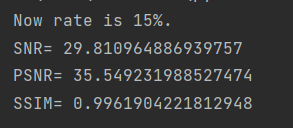 Now rate is 15%.
SNR= 29.810964886939757
PSNR= 35.549231988527474
SSIM= 0.9961904221812948